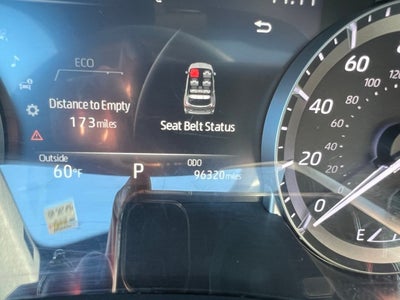 ECO
Distance to Empty
173 miles
Seat Belt Status
Outside
60°F
P
ODO
96320 miles
60
40
20
0
120
100
80
60
40
20
E